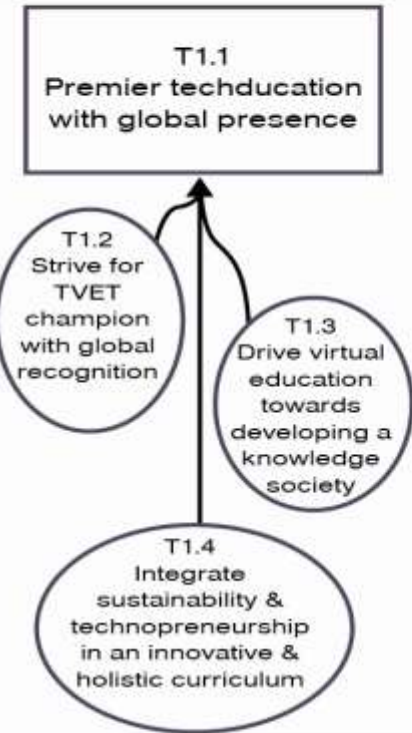 T1.1
Premier techducation
with global presence
T1.2
Strive for
TVET
champion
with global
recognition
T1.3
Drive virtual
education
towards
developing a
knowledge
society
T1.4
Integrate
sustainability &
technopreneurship
in an innovative &
holistic curriculum